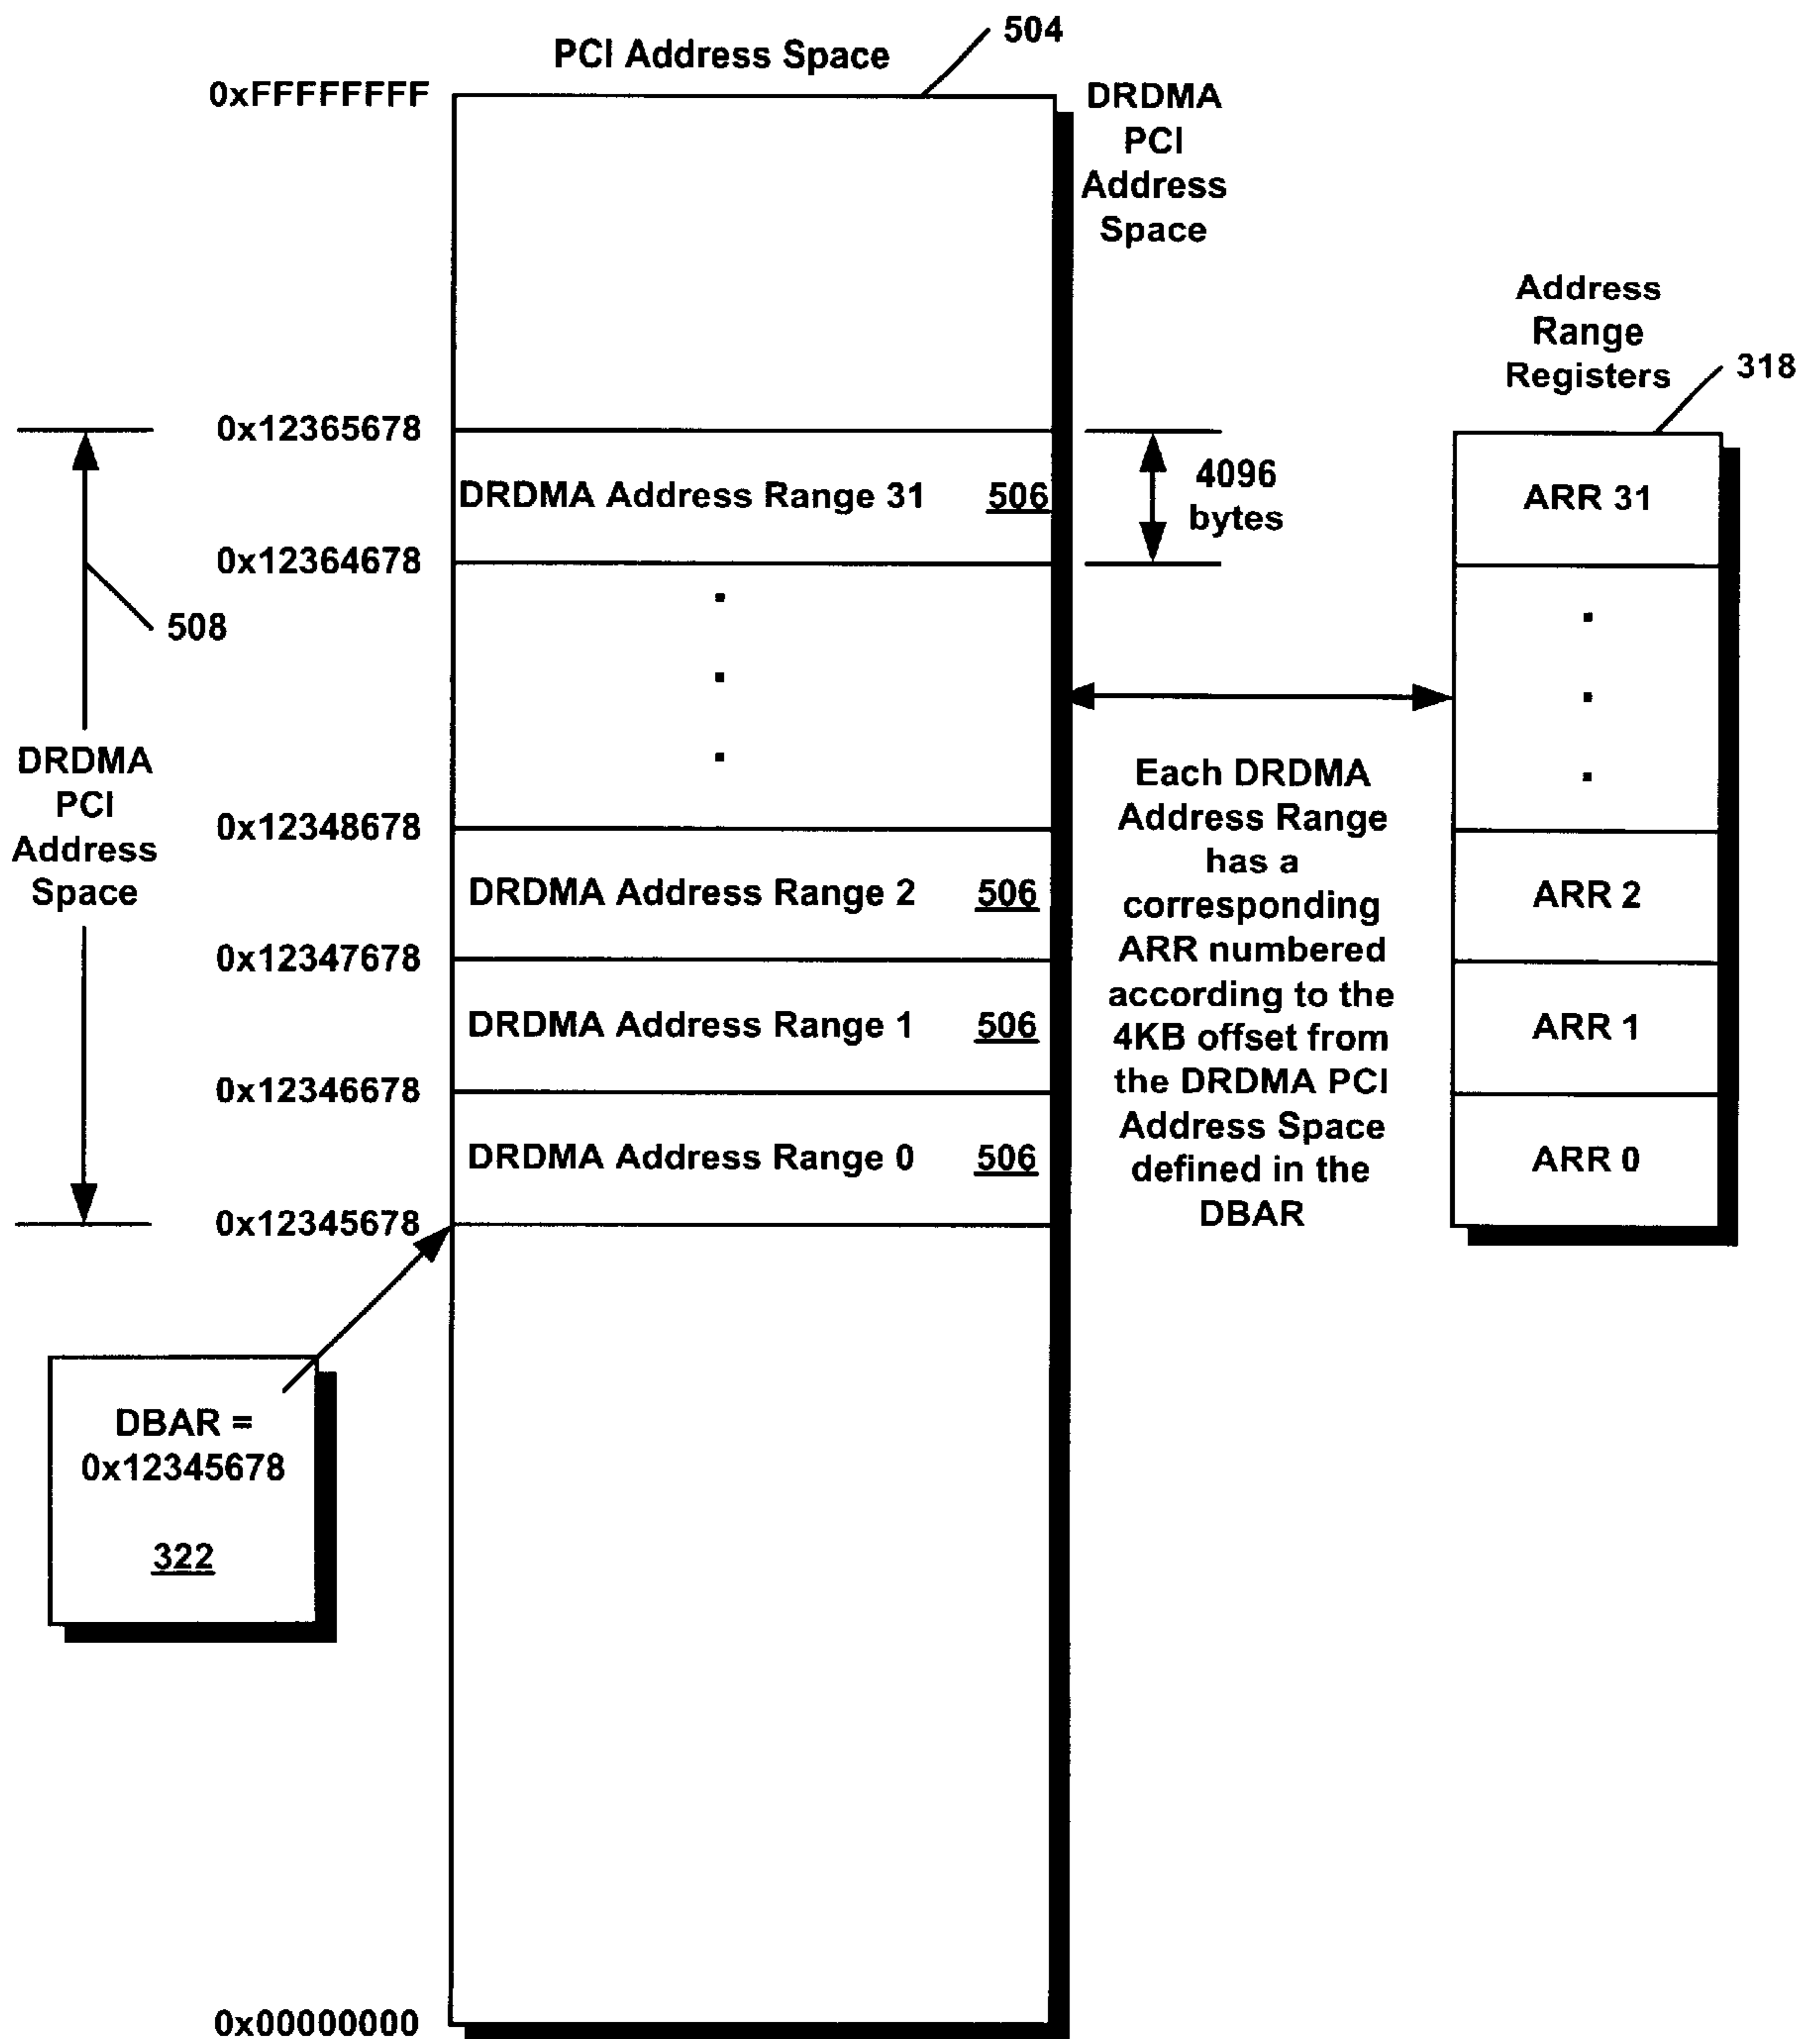 504
PCI Address Space
0xFFFFFFFF
DRDMA
PCI
Address
Space
Address
Range
Registers
318
0x12365678
DRDMA Address Range 31 506
4096
bytes
ARR 31
0x12364678
508
DRDMA
PCI
Address
Space
0x12348678
DRDMA Address Range 2 506
ARR 2
0x12347678
DRDMA Address Range 1 506
ARR 1
0x12346678
DRDMA Address Range 0 506
ARR 0
0x12345678
Each DRDMA
Address Range
has a
corresponding
ARR numbered
according to the
4KB offset from
the DRDMA PCI
Address Space
defined in the
DBAR
DBAR =
0x12345678
322
0x00000000